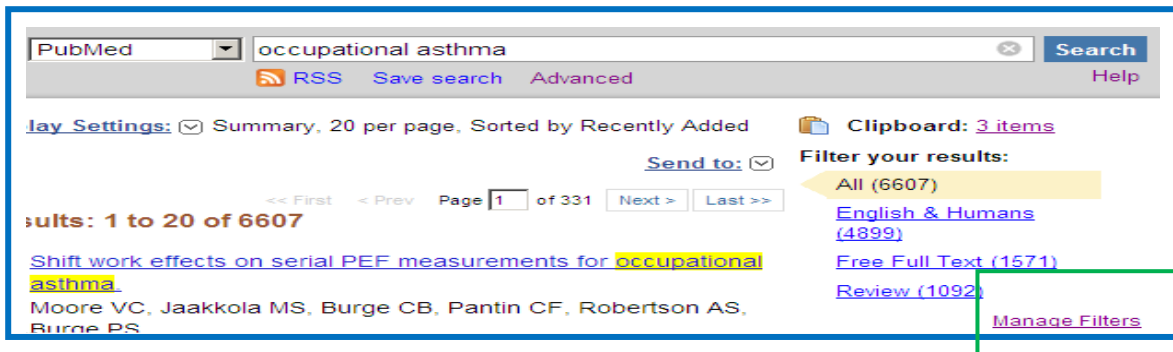 PubMed occupational asthma Search
RSS Save search Advanced Help
lay Settings: Summary, 20 per page, Sorted by Recently Added
Send to:
<< First < Prev Page 1 of 331 Next > Last >>
sults: 1 to 20 of 6607
Shift work effects on serial PEF measurements for occupational
asthma.
Moore VC, Jaakkola MS, Burge CB, Pantin CF, Robertson AS,
Burge PS
Clipboard: 3 items
Filter your results:
All (6607)
English & Humans
(4899)
Free Full Text (1571)
Review (1092)
Manage Filters